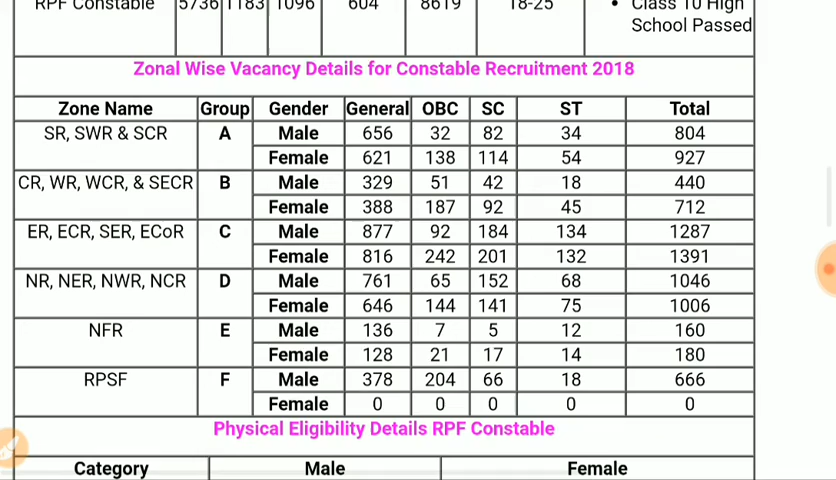 RPF Constable 5736 1183 1096 604 8619 18-25 • Class 10 High
School Passed
Zonal Wise Vacancy Details for Constable Recruitment 2018
Zone Name Group Gender General OBC SC ST Total
SR, SWR & SCR A Male 656 32 82 34 804
Female 621 138 114 54 927
CR, WR, WCR, & SECR B Male 329 51 42 18 440
Female 388 187 92 45 712
ER, ECR, SER, ECoR C Male 877 92 184 134 1287
Female 816 242 201 132 1391
NR, NER, NWR, NCR D Male 761 65 152 68 1046
Female 646 144 141 75 1006
NFR E Male 136 7 5 12 160
Female 128 21 17 14 180
RPSF F Male 378 204 66 18 666
Female 0 0 0 0 0
Physical Eligibility Details RPF Constable
Category Male Female